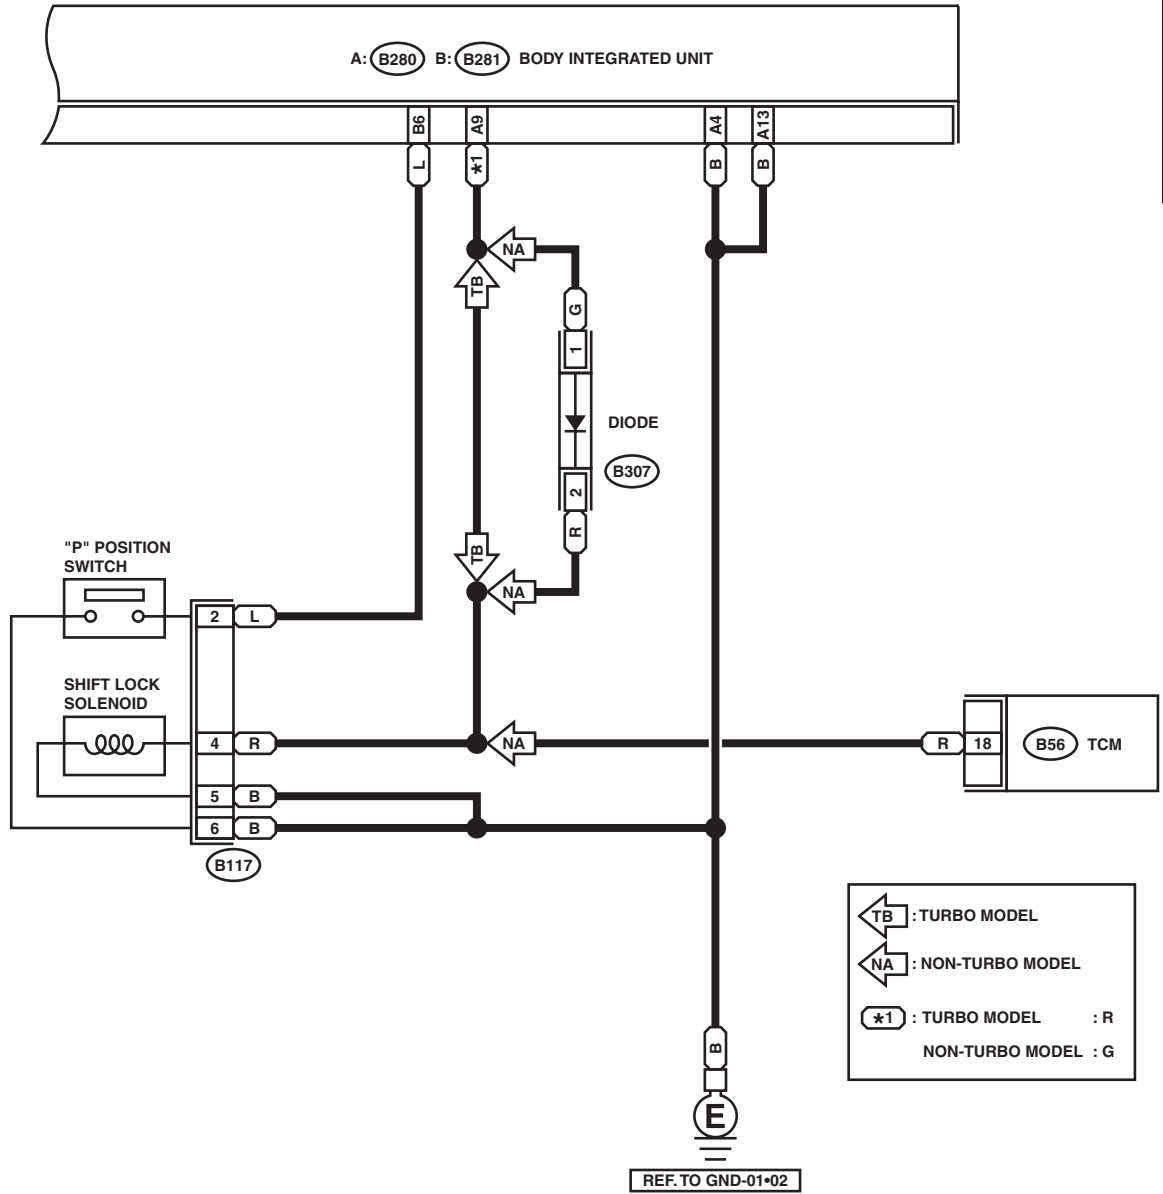 A: B280 B: B281 BODY INTEGRATED UNIT
B6 A9 A4 A13
L *1 B B
NA
TB
G
1
DIODE
B307
2
R
TB
NA
"P" POSITION
SWITCH
2 L
SHIFT LOCK
SOLENOID
4 R NA R 18 B56 TCM
5 B
6 B
B117
TB : TURBO MODEL
NA : NON-TURBO MODEL
*1 : TURBO MODEL : R
NON-TURBO MODEL : G
B
E
REF. TO GND-01•02